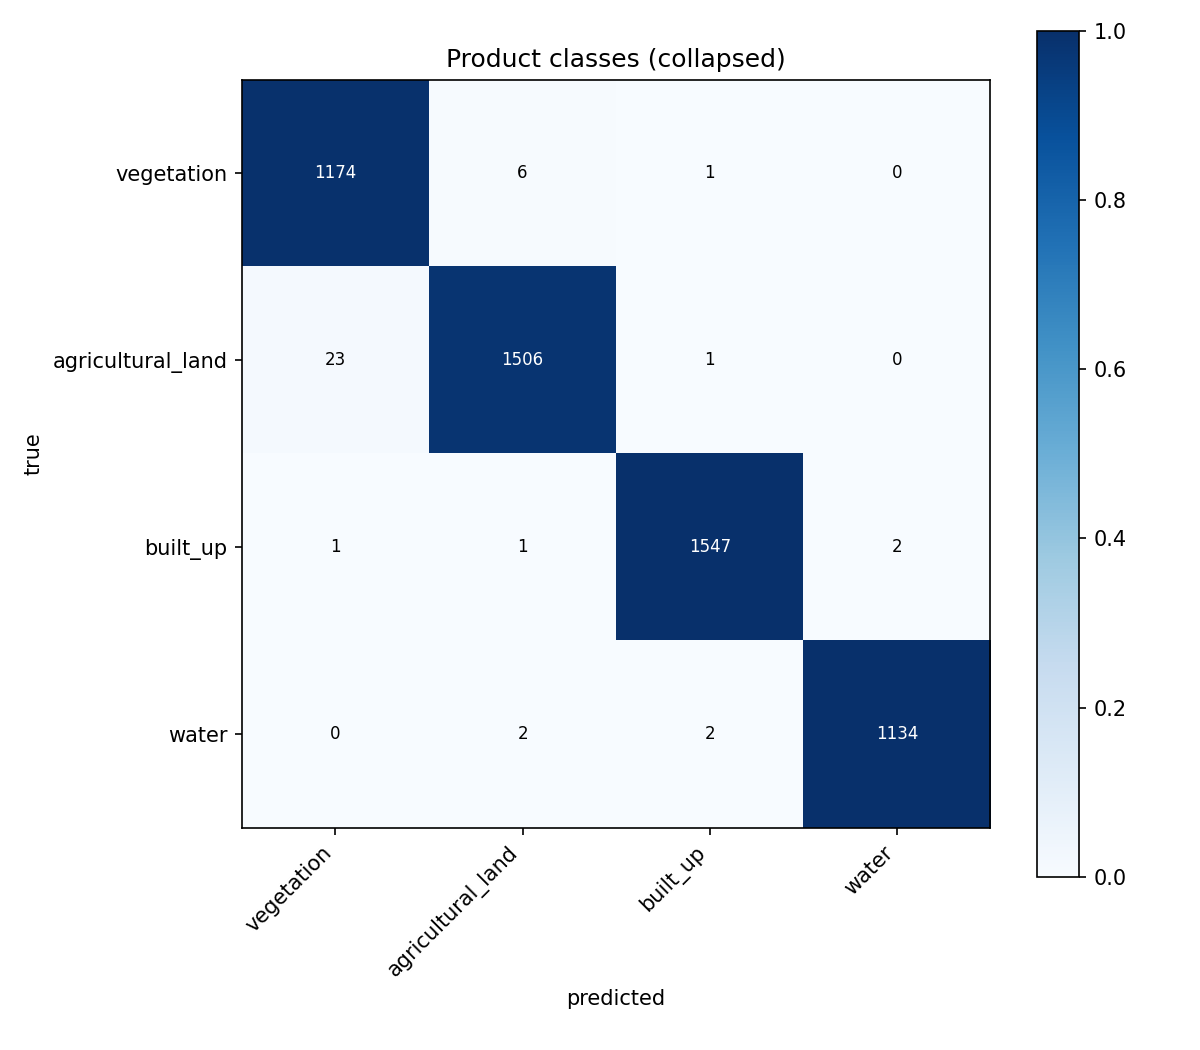 Product classes (collapsed)
vegetation 1174 6 1 0
agricultural_land 23 1506 1 0
built_up 1 1 1547 2
water 0 2 2 1134
vegetation agricultural_land built_up water
predicted
true
1.0
0.8
0.6
0.4
0.2
0.0